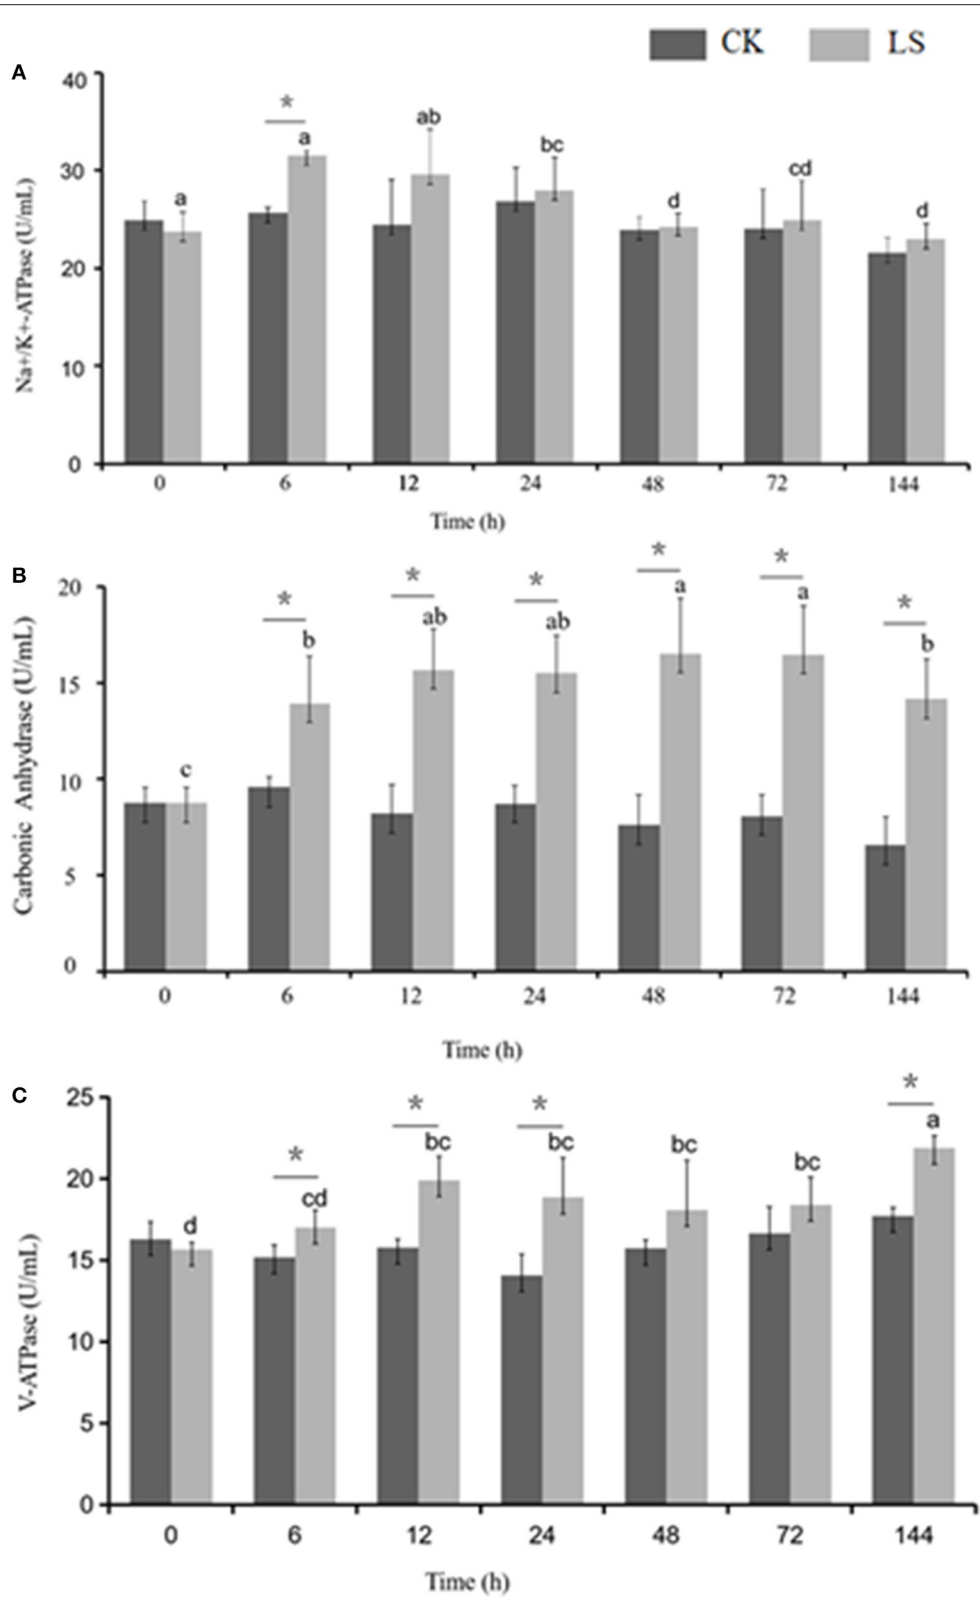 CK LS
A
40
*
ab
a
bc
30
cd
a
d
d
Na+/K+-ATPase (U/mL)
20
10
0
0 6 12 24 48 72 144
Time (h)
B
20
* * * * * *
a a
ab ab
b b
15
c
10
Carbonic Anhydrase (U/mL)
5
0
0 6 12 24 48 72 144
Time (h)
C
25
* * * *
a
bc bc bc
bc
20
cd
d
15
V-ATPase (U/mL)
10
5
0
0 6 12 24 48 72 144
Time (h)